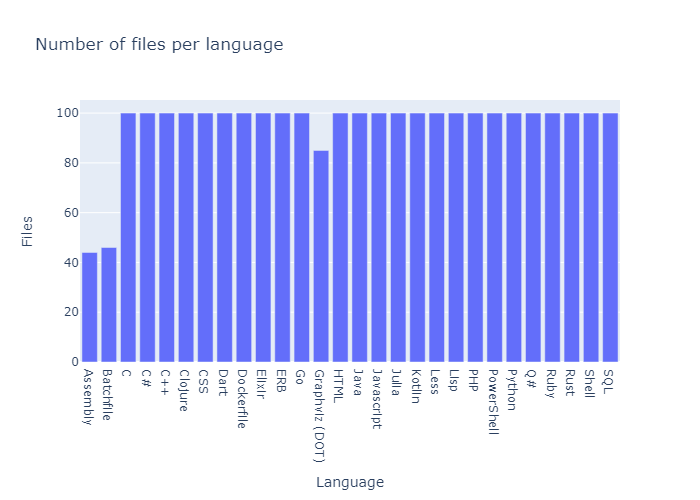 Number of files per language
Files
100
80
60
40
20
0
Assembly
Batchfile
C
C#
C++
Clojure
CSS
Dart
Dockerfile
Elixir
ERB
Go
Graphviz (DOT)
HTML
Java
Javascript
Julia
Kotlin
Less
Lisp
PHP
PowerShell
Python
Q#
Ruby
Rust
Shell
SQL
Language